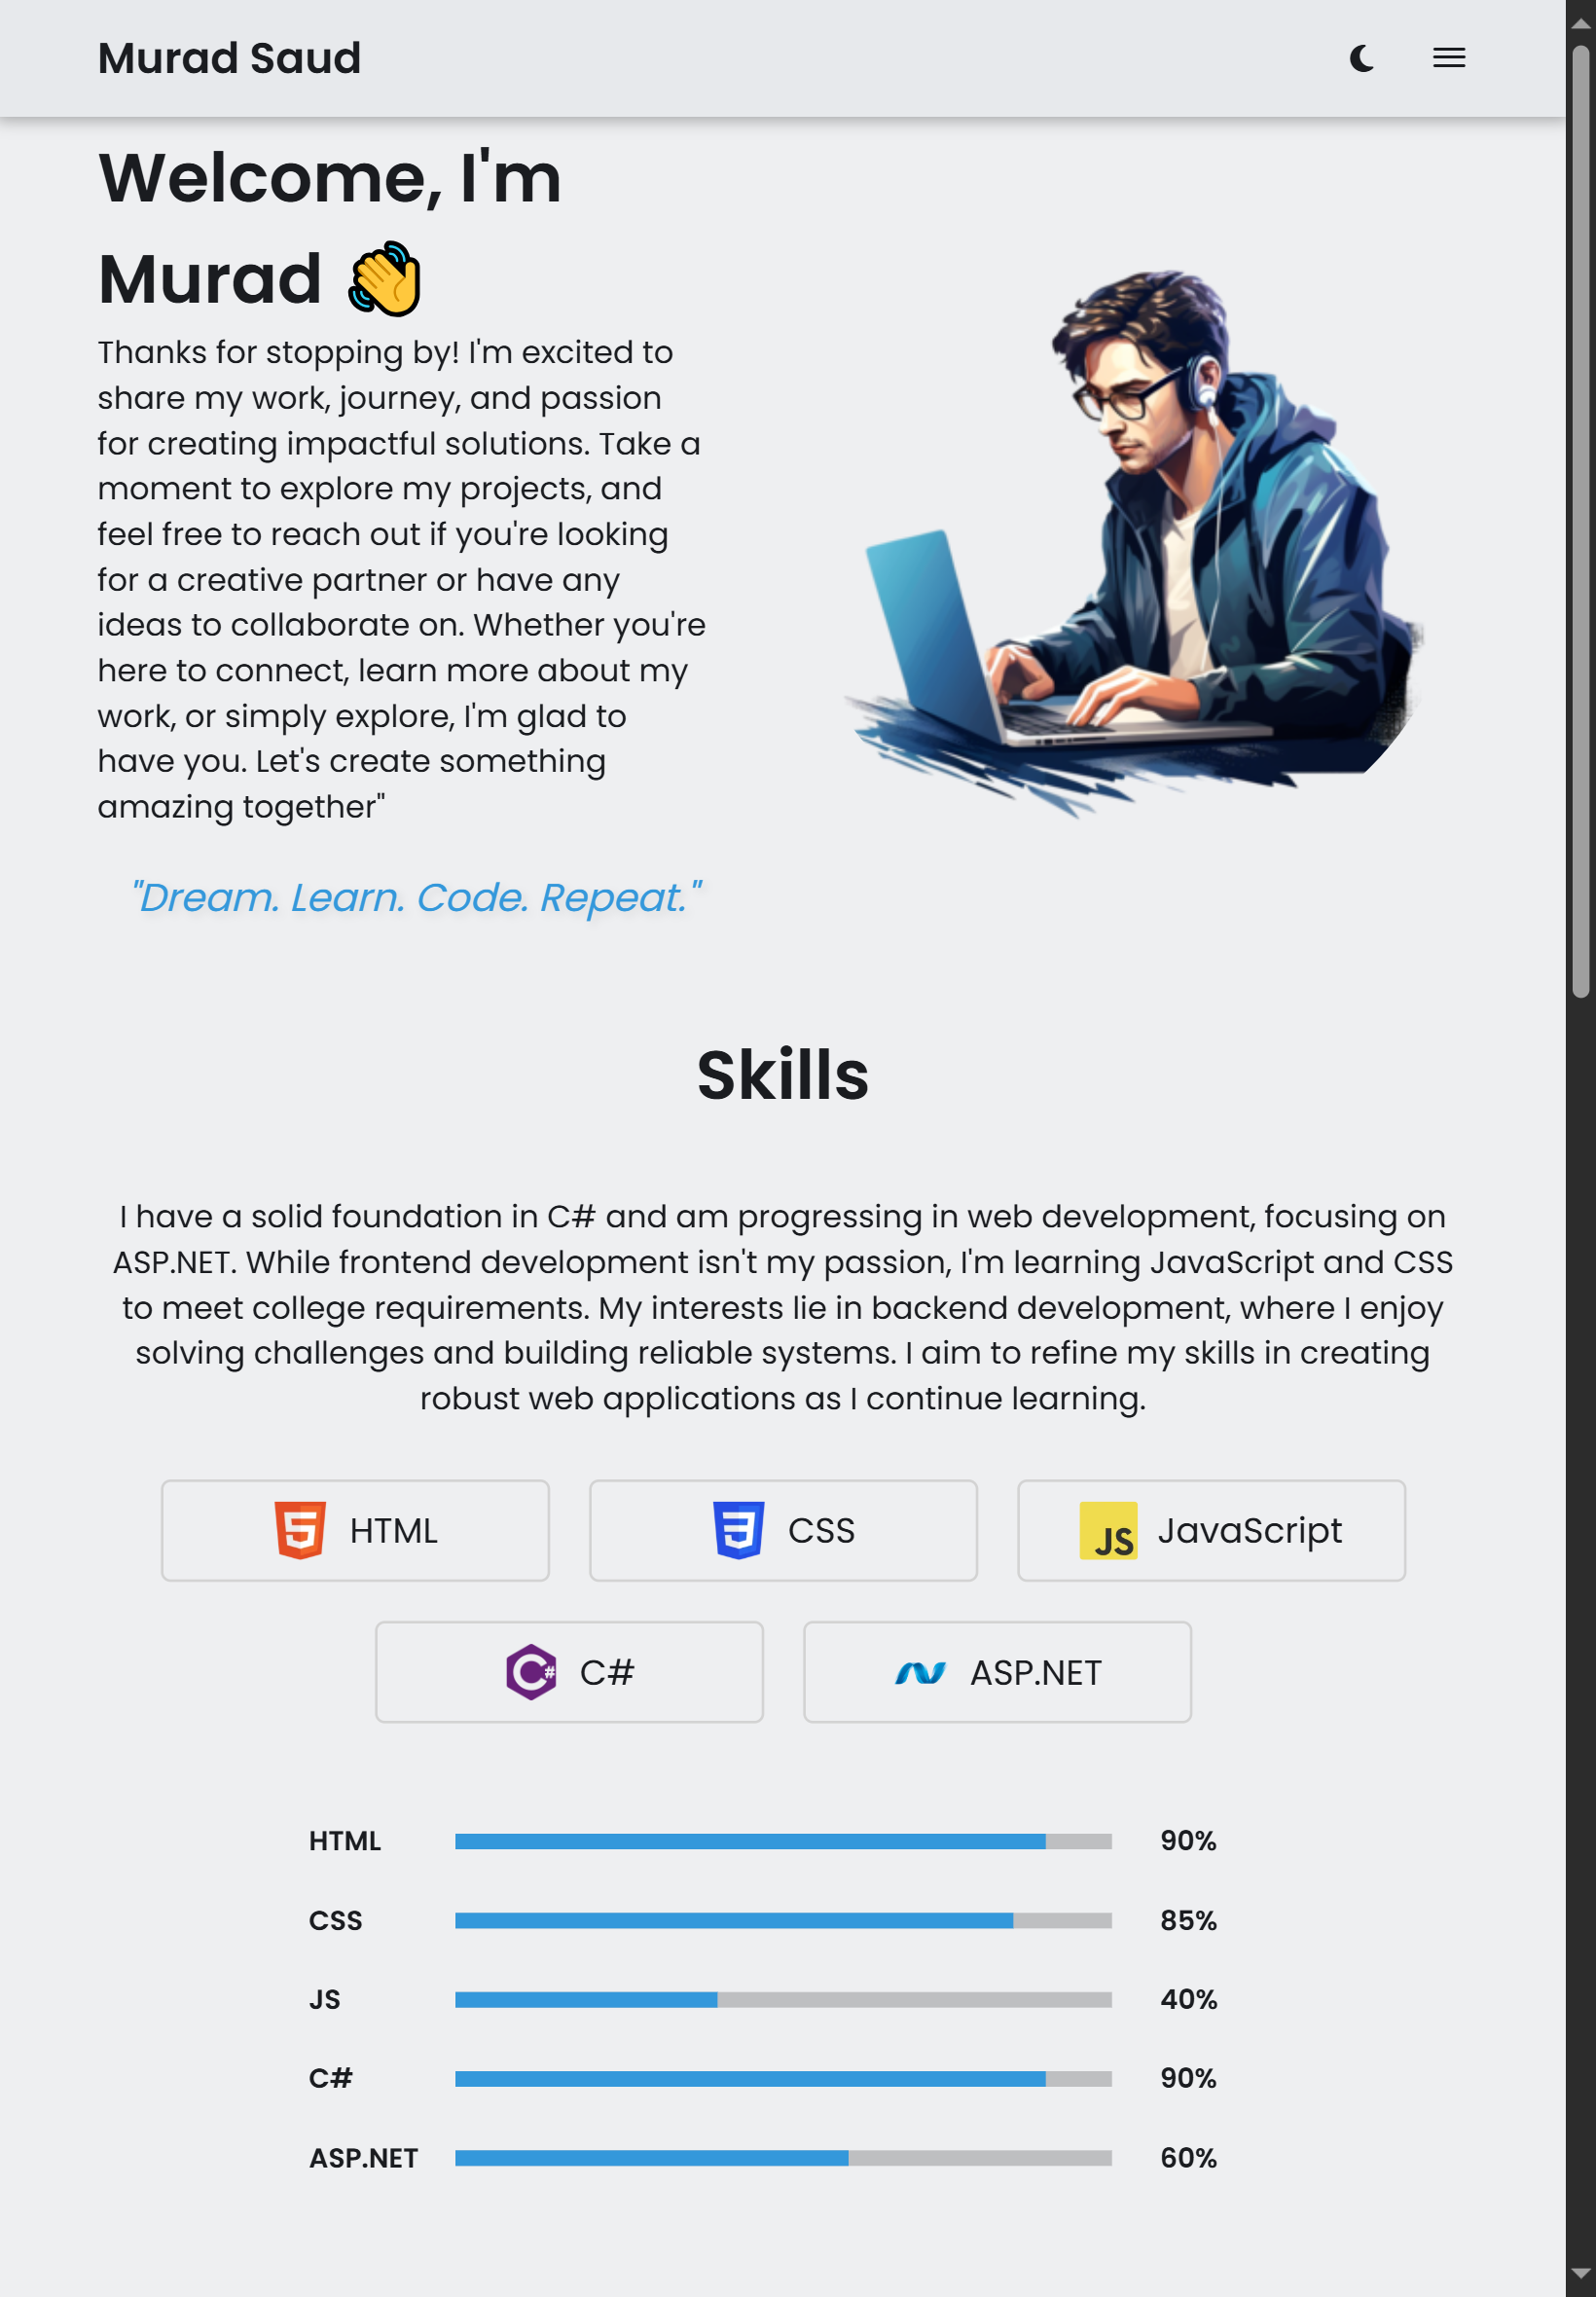 Murad Saud
Welcome, I'm
Murad 👋
Thanks for stopping by! I'm excited to
share my work, journey, and passion
for creating impactful solutions. Take a
moment to explore my projects, and
feel free to reach out if you're looking
for a creative partner or have any
ideas to collaborate on. Whether you're
here to connect, learn more about my
work, or simply explore, I'm glad to
have you. Let's create something
amazing together"
"Dream. Learn. Code. Repeat."
Skills
I have a solid foundation in C# and am progressing in web development, focusing on
ASP.NET. While frontend development isn't my passion, I'm learning JavaScript and CSS
to meet college requirements. My interests lie in backend development, where I enjoy
solving challenges and building reliable systems. I aim to refine my skills in creating
robust web applications as I continue learning.
HTML
CSS
JS JavaScript
C# C#
ASP.NET
HTML 90%
CSS 85%
JS 40%
C# 90%
ASP.NET 60%